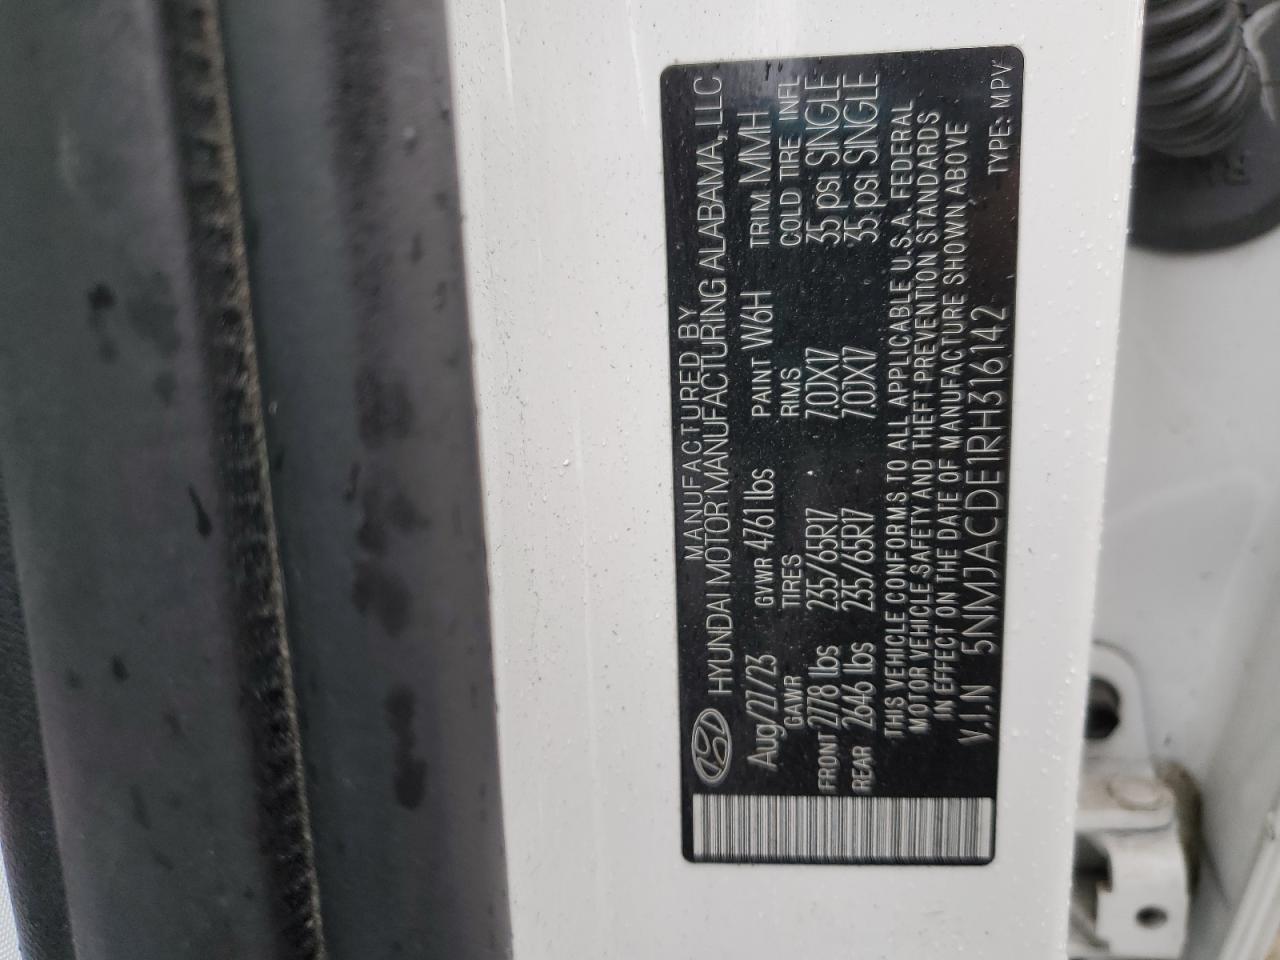 MANUFACTURED BY
HYUNDAI MOTOR MANUFACTURING ALABAMA, LLC
Aug/27/23 GVWR 4761 lbs PAINT W6H TRIM MMH
GAWR TIRES RIMS COLD TIRE INFL
FRONT 2778 lbs 235/65R17 7.0JX17 35 psi SINGLE
REAR 2646 lbs 235/65R17 7.0JX17 35 psi SINGLE
THIS VEHICLE CONFORMS TO ALL APPLICABLE U.S.A. FEDERAL
MOTOR VEHICLE SAFETY AND THEFT PREVENTION STANDARDS
IN EFFECT ON THE DATE OF MANUFACTURE SHOWN ABOVE
V.I.N 5NMJACDE1RH316142 TYPE: MPV